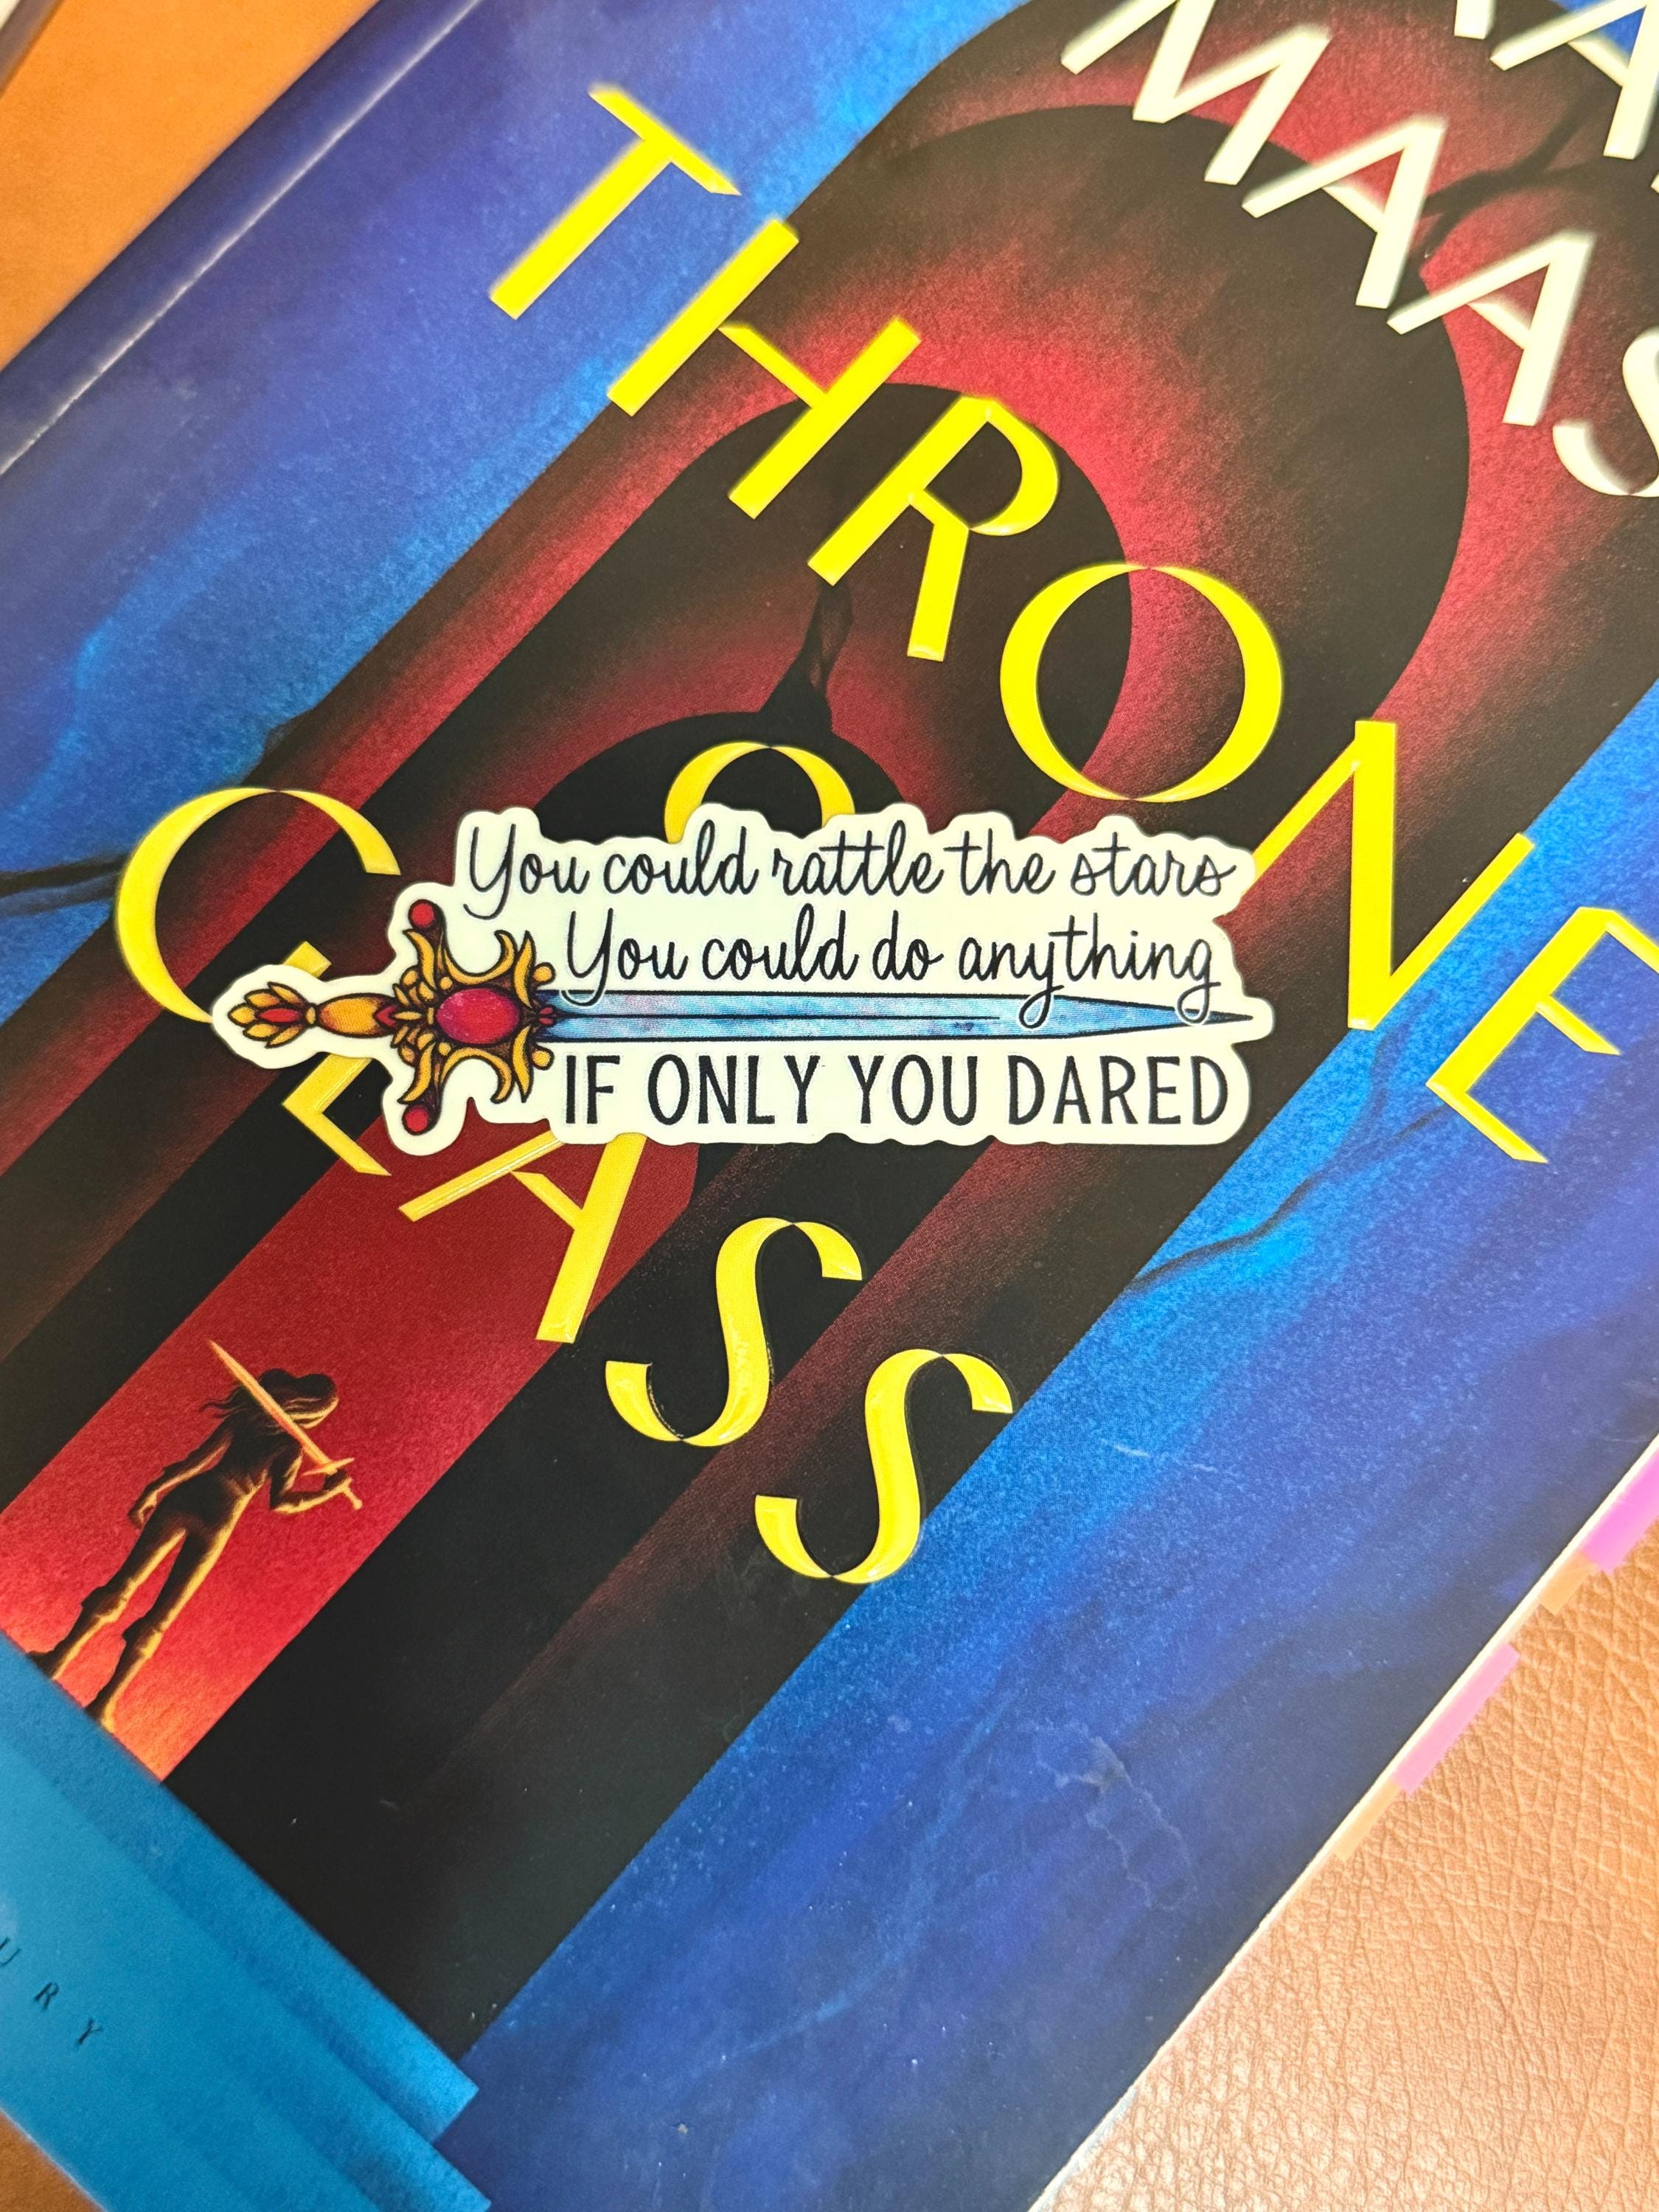 MAAS
THRONE
OF
GLASS
You could rattle the stars
You could do anything
IF ONLY YOU DARED